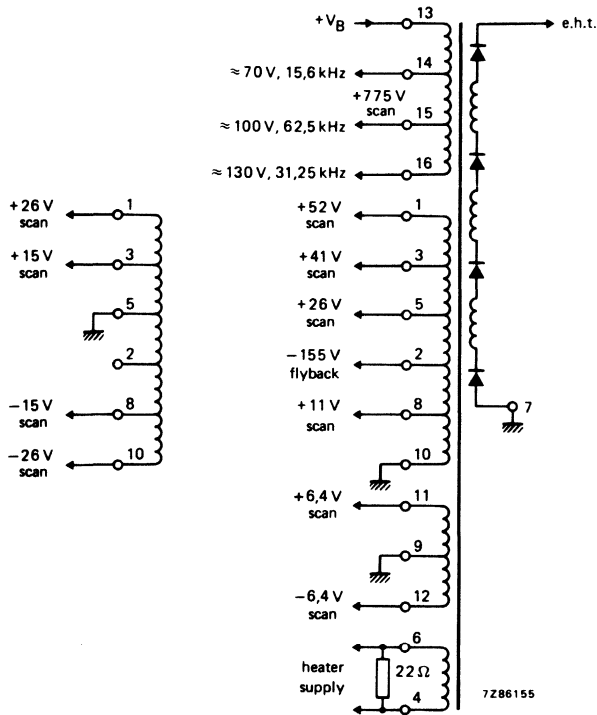 +V_B 13 e.h.t.
≈ 70 V, 15,6 kHz 14
+775 V
scan
≈ 100 V, 62,5 kHz 15
≈ 130 V, 31,25 kHz 16
+26 V
scan
1
+15 V
scan
3
5
2
−15 V
scan
8
−26 V
scan
10
+52 V
scan
1
+41 V
scan
3
+26 V
scan
5
−155 V
flyback
2
+11 V
scan
8
10
7
+6,4 V
scan
11
9
−6,4 V
scan
12
heater
supply
6
22 Ω
4
7Z86155